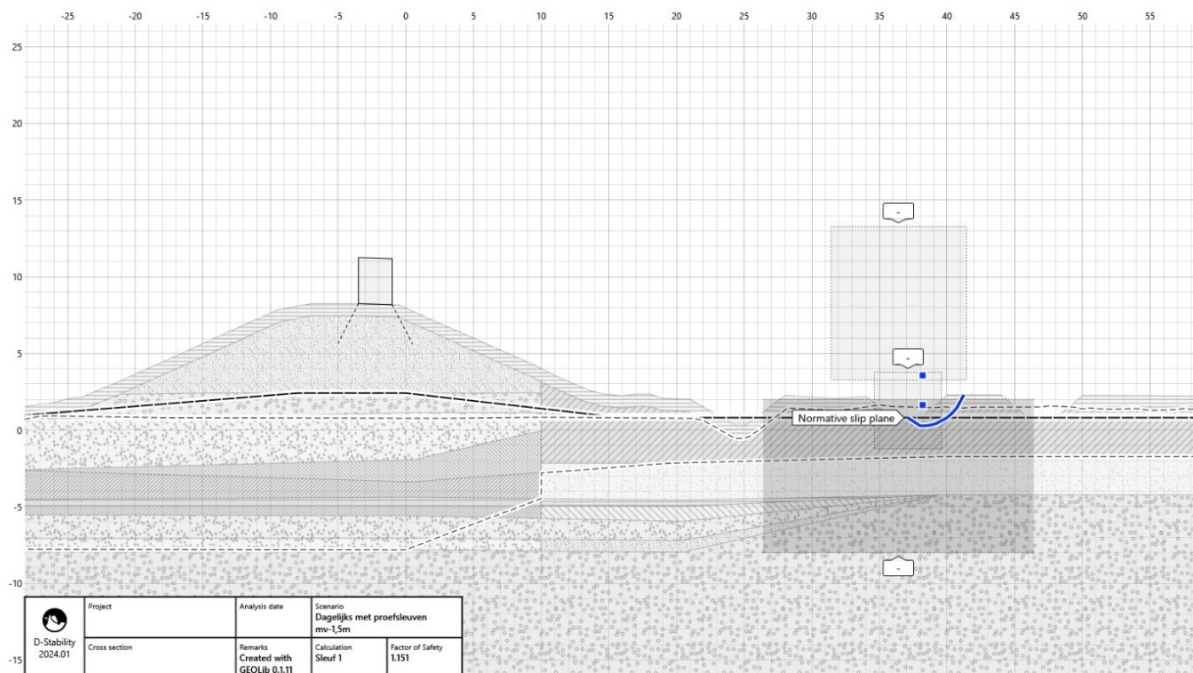 -25 -20 -15 -10 -5 0 5 10 15 20 25 30 35 40 45 50 55
25
20
15
10
5
0
-5
-10
-15
-
-
Normative slip plane
-
D-Stability
2024.01
Project
Analysis date
Scenario
Dagelijks met proefsleuven
mv-1,5m
Cross section
Remarks
Created with
GEOLib 0.1.11
Calculation
Sleuf 1
Factor of Safety
1.151